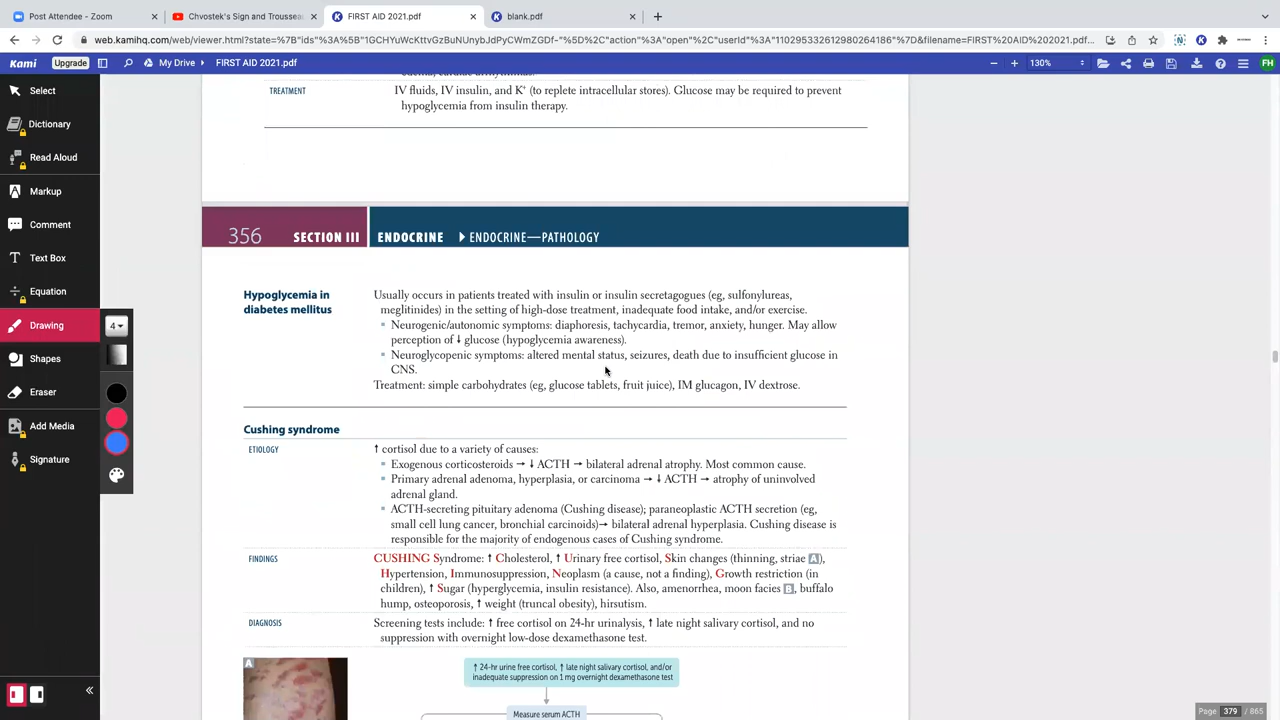 Post Attendee - Zoom
Chvostek's Sign and Trousseau
FIRST AID 2021.pdf
blank.pdf
web.kamihq.com/web/viewer.html?state=%7B"ids"%3A%5B"1GCHYuWcKttvGzBuNUnybJdPyCWmZGDf-"%5D%2C"action"%3A"open"%2C"userId"%3A"110295332612980264186"%7D&filename=FIRST%20AID%202021.pdf...
Kami
Upgrade
My Drive
FIRST AID 2021.pdf
130%
FH
Select
Dictionary
Read Aloud
Markup
Comment
Text Box
Equation
Drawing
Shapes
Eraser
Add Media
Signature
4
edema, cardiac arrhythmias.
TREATMENT
IV fluids, IV insulin, and K⁺ (to replete intracellular stores). Glucose may be required to prevent
hypoglycemia from insulin therapy.
356 SECTION III ENDOCRINE ▶ ENDOCRINE—PATHOLOGY
Hypoglycemia in
diabetes mellitus
Usually occurs in patients treated with insulin or insulin secretagogues (eg, sulfonylureas,
meglitinides) in the setting of high-dose treatment, inadequate food intake, and/or exercise.
▪ Neurogenic/autonomic symptoms: diaphoresis, tachycardia, tremor, anxiety, hunger. May allow
perception of ↓ glucose (hypoglycemia awareness).
▪ Neuroglycopenic symptoms: altered mental status, seizures, death due to insufficient glucose in
CNS.
Treatment: simple carbohydrates (eg, glucose tablets, fruit juice), IM glucagon, IV dextrose.
Cushing syndrome
ETIOLOGY
↑ cortisol due to a variety of causes:
▪ Exogenous corticosteroids → ↓ ACTH → bilateral adrenal atrophy. Most common cause.
▪ Primary adrenal adenoma, hyperplasia, or carcinoma → ↓ ACTH → atrophy of uninvolved
adrenal gland.
▪ ACTH-secreting pituitary adenoma (Cushing disease); paraneoplastic ACTH secretion (eg,
small cell lung cancer, bronchial carcinoids)→ bilateral adrenal hyperplasia. Cushing disease is
responsible for the majority of endogenous cases of Cushing syndrome.
FINDINGS
CUSHING Syndrome: ↑ Cholesterol, ↑ Urinary free cortisol, Skin changes (thinning, striae A),
Hypertension, Immunosuppression, Neoplasm (a cause, not a finding), Growth restriction (in
children), ↑ Sugar (hyperglycemia, insulin resistance). Also, amenorrhea, moon facies B, buffalo
hump, osteoporosis, ↑ weight (truncal obesity), hirsutism.
DIAGNOSIS
Screening tests include: ↑ free cortisol on 24-hr urinalysis, ↑ late night salivary cortisol, and no
suppression with overnight low-dose dexamethasone test.
A
↑ 24-hr urine free cortisol, ↑ late night salivary cortisol, and/or
inadequate suppression on 1 mg overnight dexamethasone test
Measure serum ACTH
Page 379 / 865